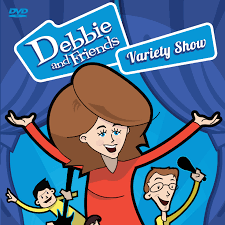 DVD
Debbie
and Friends
Variety Show